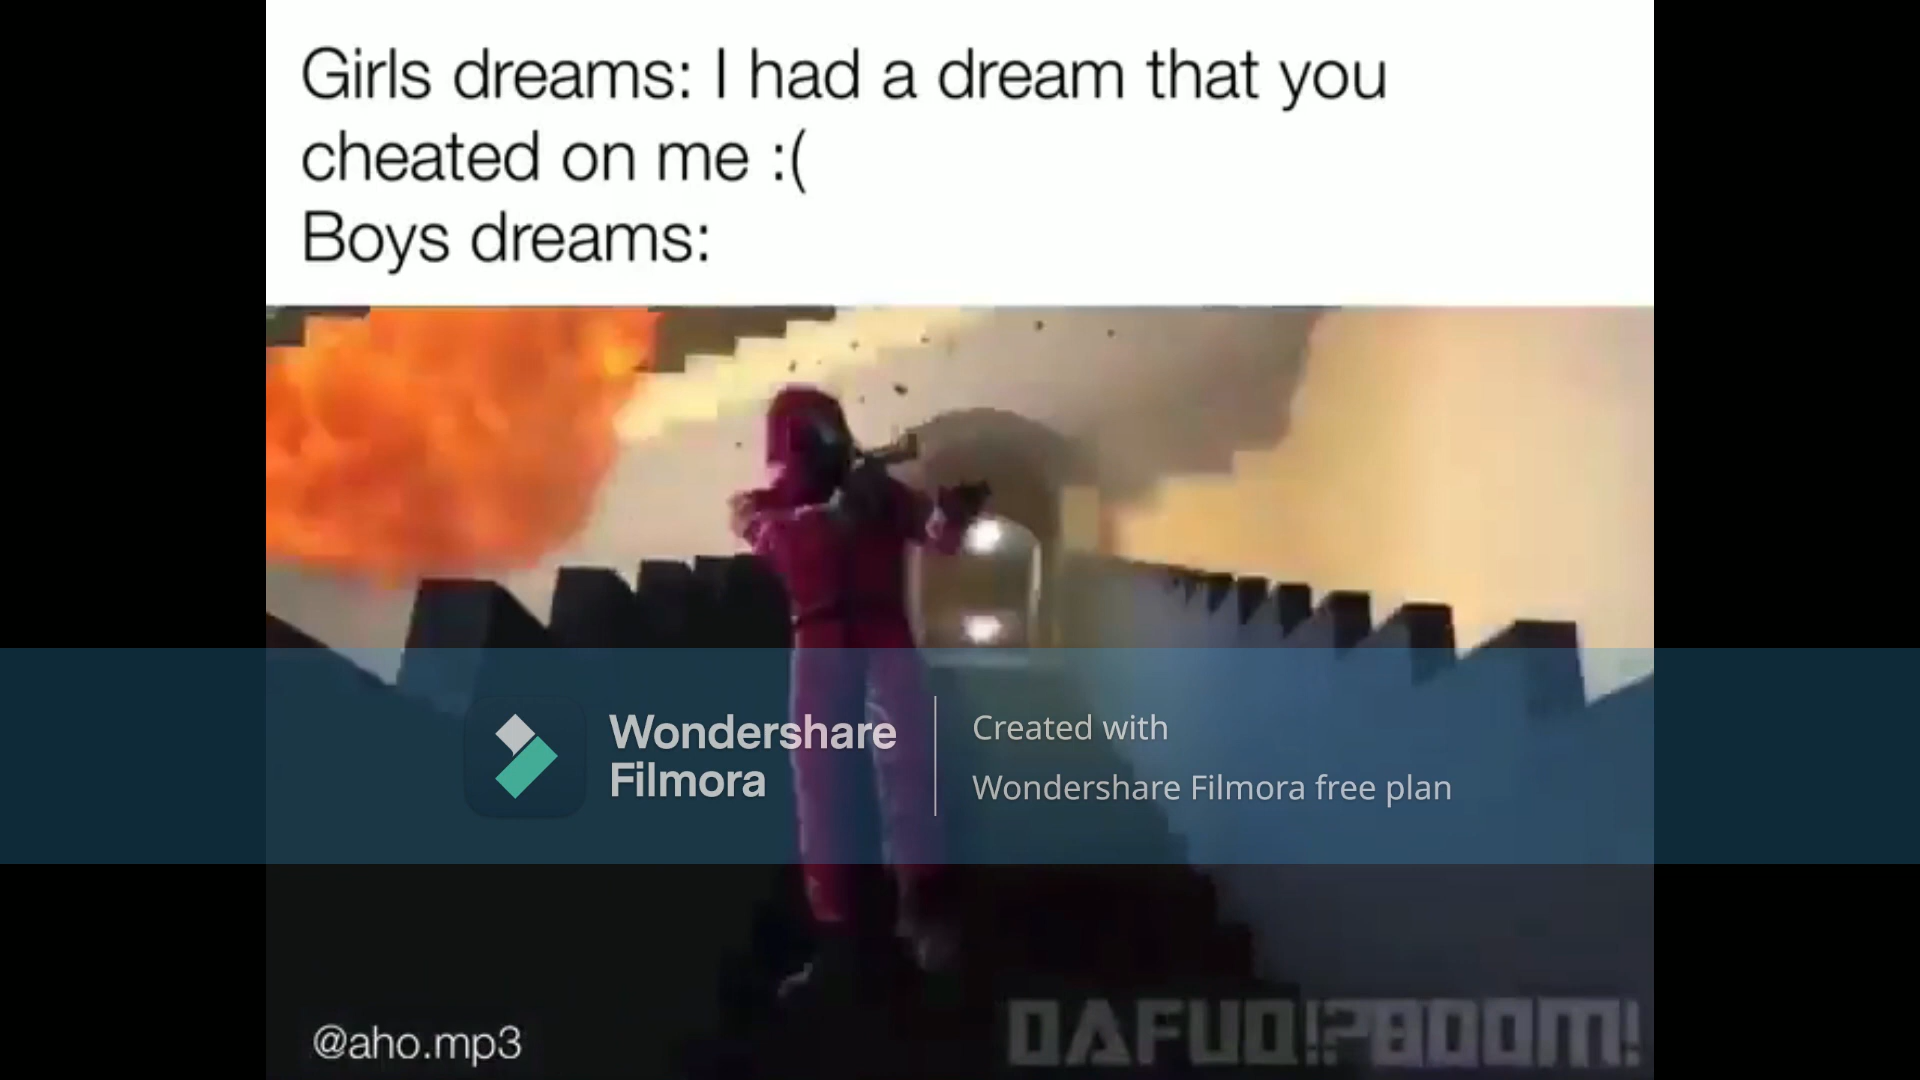 Girls dreams: I had a dream that you
cheated on me :(
Boys dreams:
Wondershare
Filmora
Created with
Wondershare Filmora free plan
@aho.mp3
DAFUQ!?BOOM!